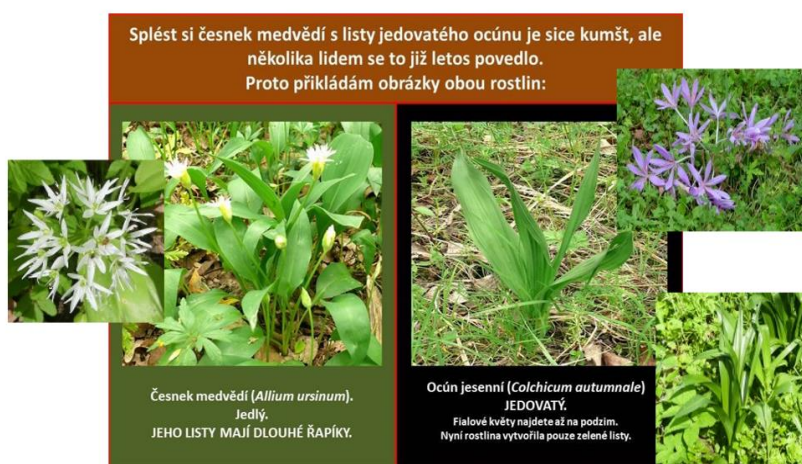 Splést si česnek medvědí s listy jedovatého ocúnu je sice kumšt, ale
několika lidem se to již letos povedlo.
Proto přikládám obrázky obou rostlin:
Česnek medvědí (Allium ursinum).
Jedlý.
JEHO LISTY MAJÍ DLOUHÉ ŘAPÍKY.
Ocún jesenní (Colchicum autumnale)
JEDOVATÝ.
Fialové květy najdete až na podzim.
Nyní rostlina vytvořila pouze zelené listy.